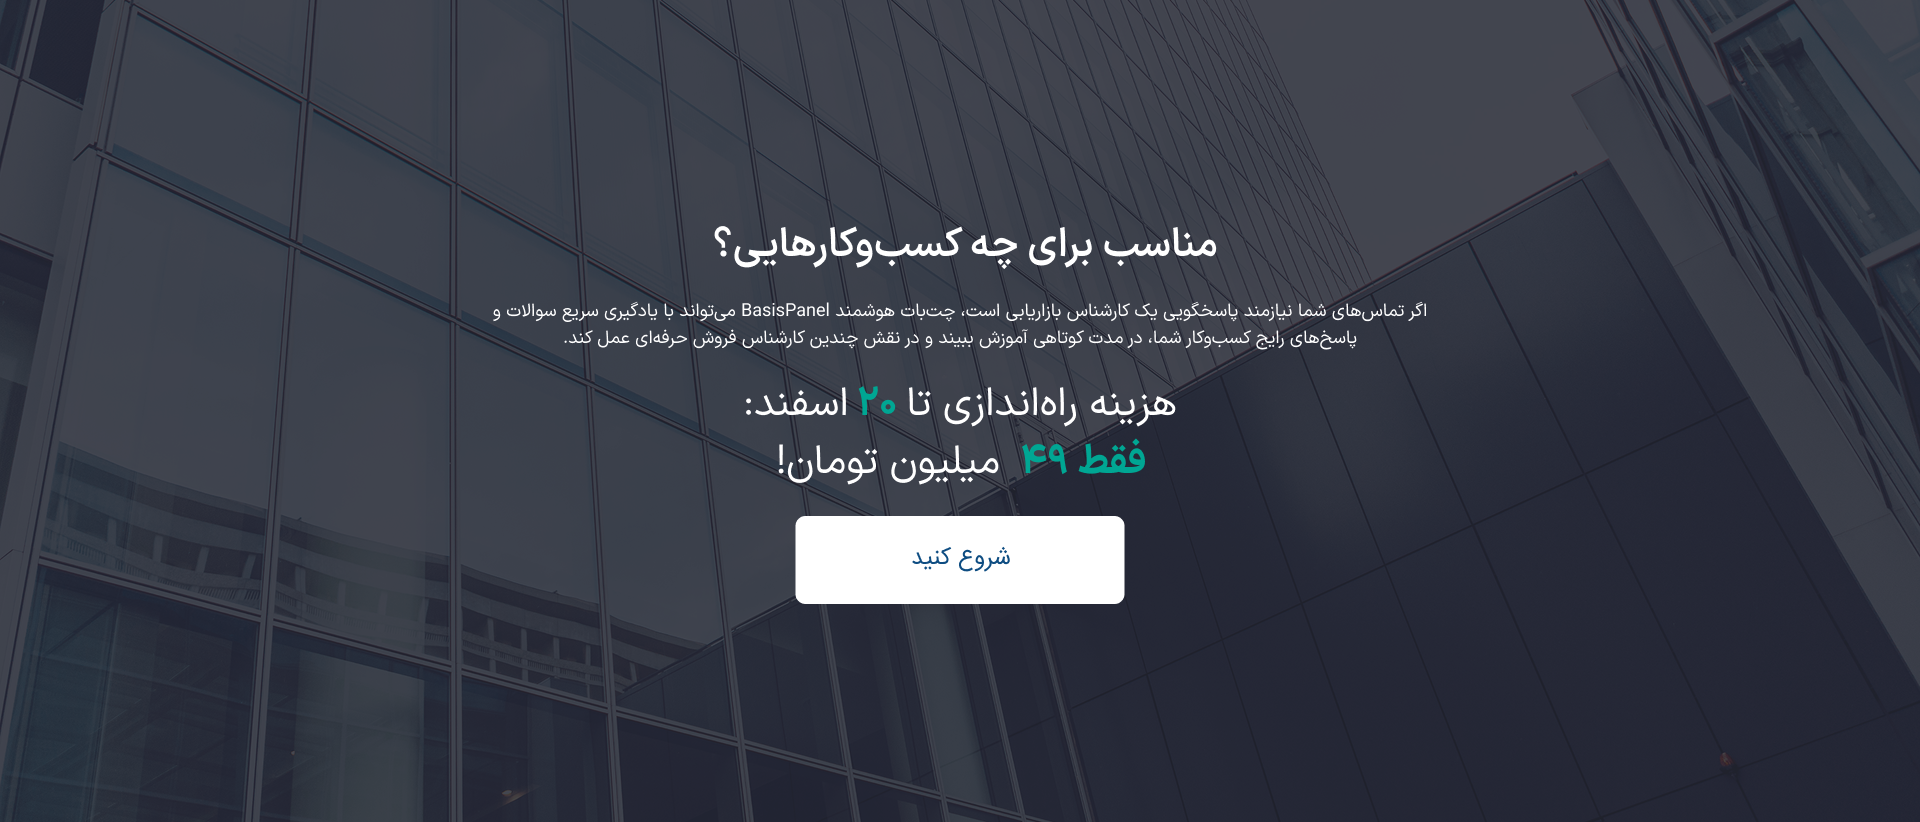 مناسب برای چه کسب‌وکارهایی؟
اگر تماس‌های شما نیازمند پاسخگویی یک کارشناس بازاریابی است، چت‌بات هوشمند BasisPanel می‌تواند با یادگیری سریع سوالات و
پاسخ‌های رایج کسب‌وکار شما، در مدت کوتاهی آموزش ببیند و در نقش چندین کارشناس فروش حرفه‌ای عمل کند.
هزینه راه‌اندازی تا ۲۰ اسفند:
فقط ۴۹ میلیون تومان!
شروع کنید